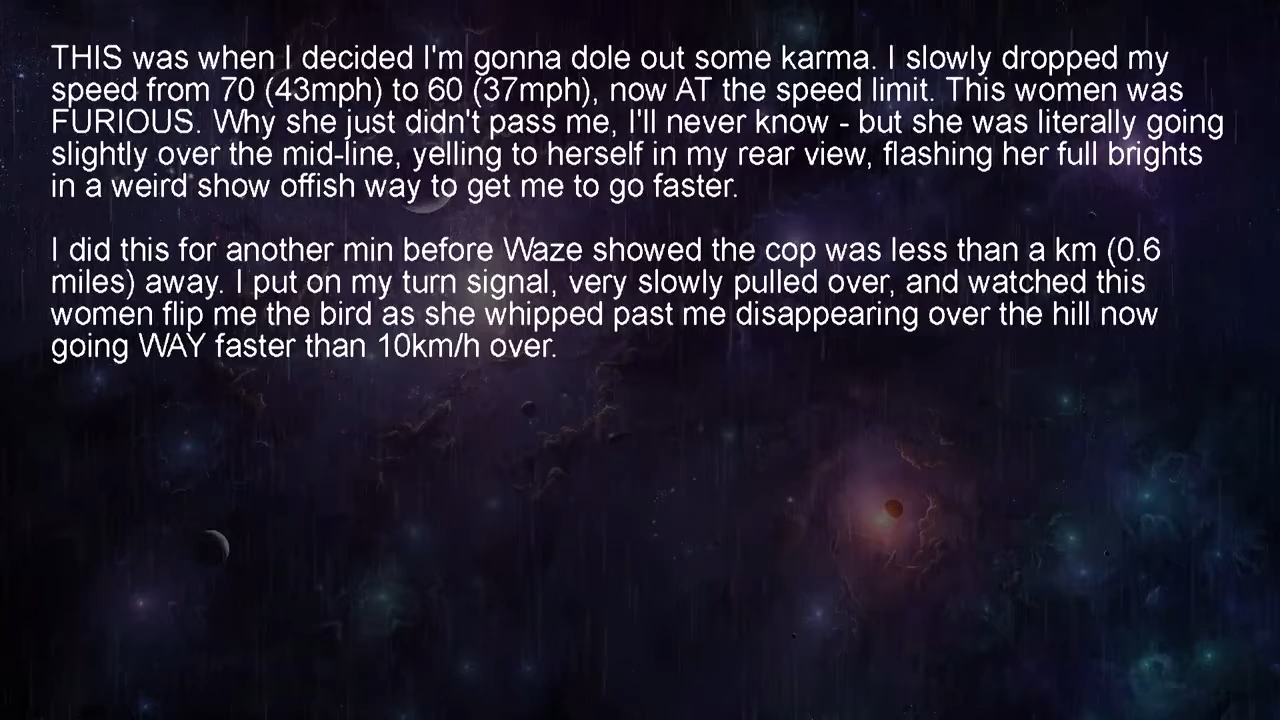 THIS was when I decided I'm gonna dole out some karma. I slowly dropped my
speed from 70 (43mph) to 60 (37mph), now AT the speed limit. This women was
FURIOUS. Why she just didn't pass me, I'll never know - but she was literally going
slightly over the mid-line, yelling to herself in my rear view, flashing her full brights
in a weird show offish way to get me to go faster.

I did this for another min before Waze showed the cop was less than a km (0.6
miles) away. I put on my turn signal, very slowly pulled over, and watched this
women flip me the bird as she whipped past me disappearing over the hill now
going WAY faster than 10km/h over.